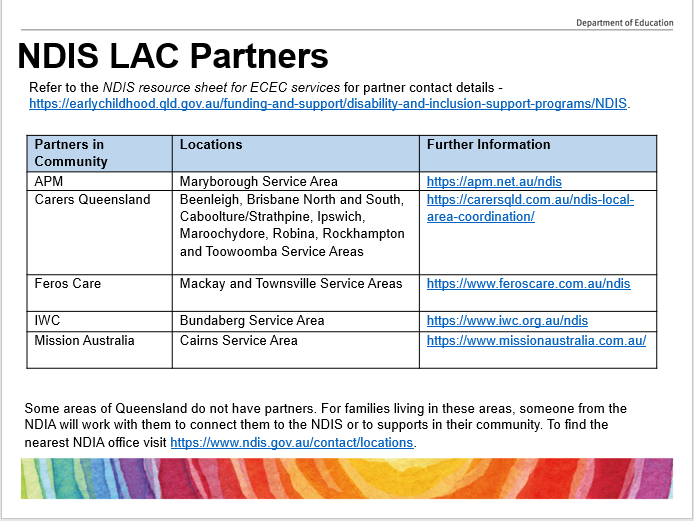 Department of Education
NDIS LAC Partners
Refer to the NDIS resource sheet for ECEC services for partner contact details -
https://earlychildhood.qld.gov.au/funding-and-support/disability-and-inclusion-support-programs/NDIS.
Partners in
Community
Locations
Further Information
APM
Maryborough Service Area
https://apm.net.au/ndis
Carers Queensland
Beenleigh, Brisbane North and South,
Caboolture/Strathpine, Ipswich,
Maroochydore, Robina, Rockhampton
and Toowoomba Service Areas
https://carersqld.com.au/ndis-local-
area-coordination/
Feros Care
Mackay and Townsville Service Areas
https://www.feroscare.com.au/ndis
IWC
Bundaberg Service Area
https://www.iwc.org.au/ndis
Mission Australia
Cairns Service Area
https://www.missionaustralia.com.au/
Some areas of Queensland do not have partners. For families living in these areas, someone from the
NDIA will work with them to connect them to the NDIS or to supports in their community. To find the
nearest NDIA office visit https://www.ndis.gov.au/contact/locations.